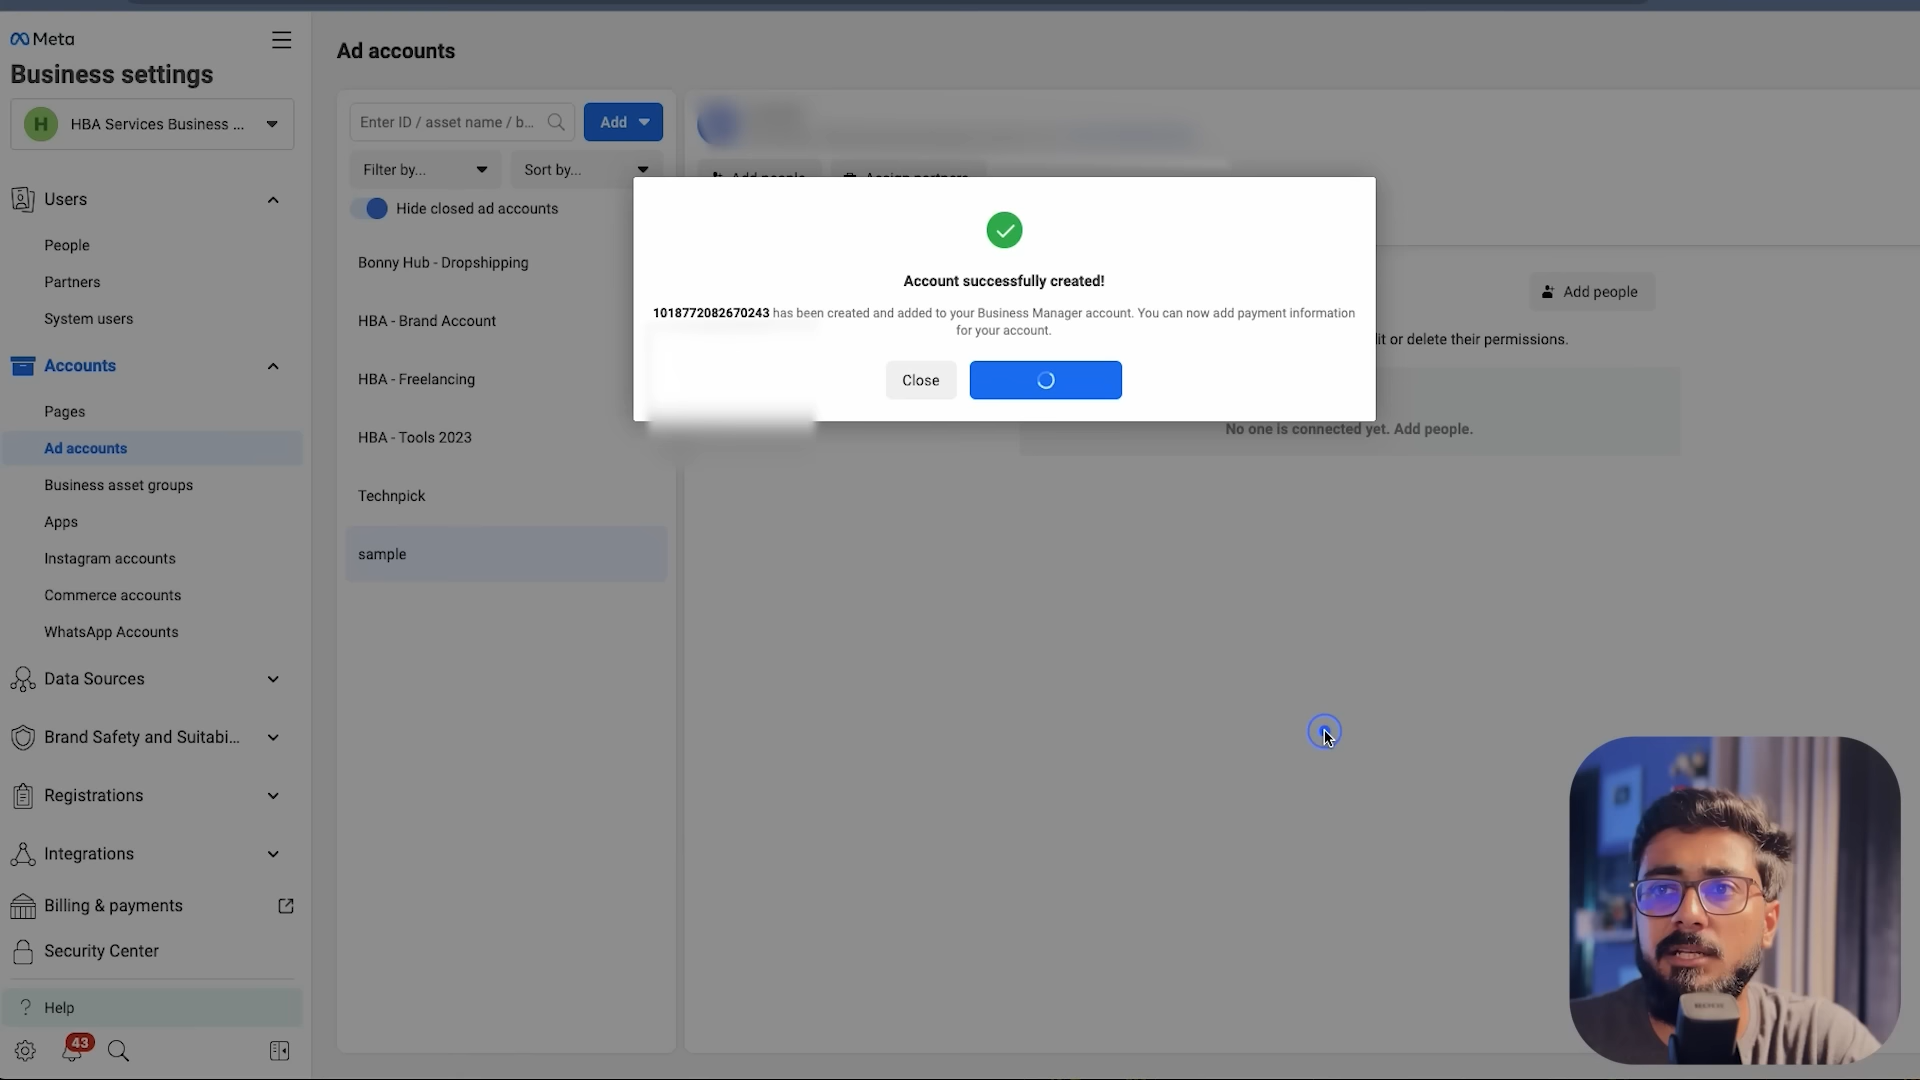 Meta
Business settings
H
HBA Services Business ...
Users
People
Partners
System users
Accounts
Pages
Ad accounts
Business asset groups
Apps
Instagram accounts
Commerce accounts
WhatsApp Accounts
Data Sources
Brand Safety and Suitabi...
Registrations
Integrations
Billing & payments
Security Center
? Help
43
Ad accounts
Enter ID / asset name / b...
Add
Filter by...
Sort by...
Hide closed ad accounts
Bonny Hub - Dropshipping
HBA - Brand Account
HBA - Freelancing
HBA - Tools 2023
Technpick
sample
Add people
Assign partners
Account successfully created!
1018772082670243 has been created and added to your Business Manager account. You can now add payment information
for your account.
Close
Add people
it or delete their permissions.
No one is connected yet. Add people.